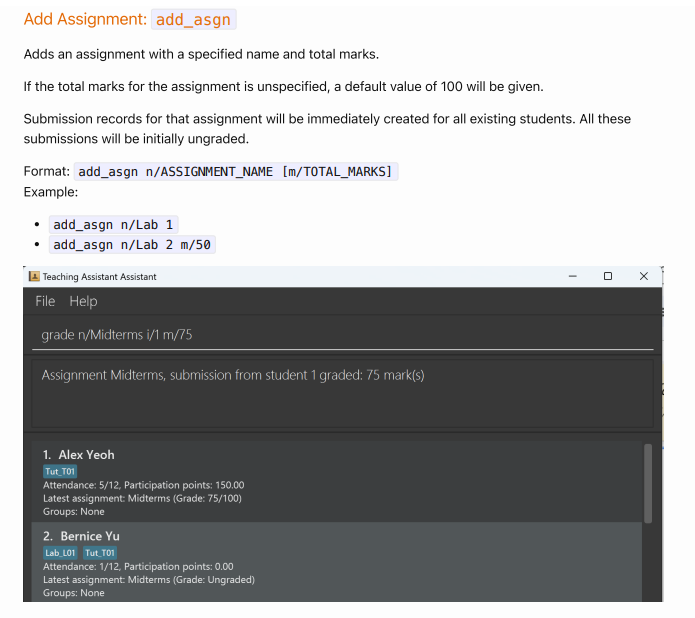 Add Assignment: add_asgn
Adds an assignment with a specified name and total marks.
If the total marks for the assignment is unspecified, a default value of 100 will be given.
Submission records for that assignment will be immediately created for all existing students. All these
submissions will be initially ungraded.
Format: add_asgn n/ASSIGNMENT_NAME [m/TOTAL_MARKS]
Example:
• add_asgn n/Lab 1
• add_asgn n/Lab 2 m/50
Teaching Assistant Assistant
File Help
grade n/Midterms i/1 m/75
Assignment Midterms, submission from student 1 graded: 75 mark(s)
1. Alex Yeoh
Tut_T01
Attendance: 5/12, Participation points: 150.00
Latest assignment: Midterms (Grade: 75/100)
Groups: None
2. Bernice Yu
Lab_L01 Tut_T01
Attendance: 1/12, Participation points: 0.00
Latest assignment: Midterms (Grade: Ungraded)
Groups: None